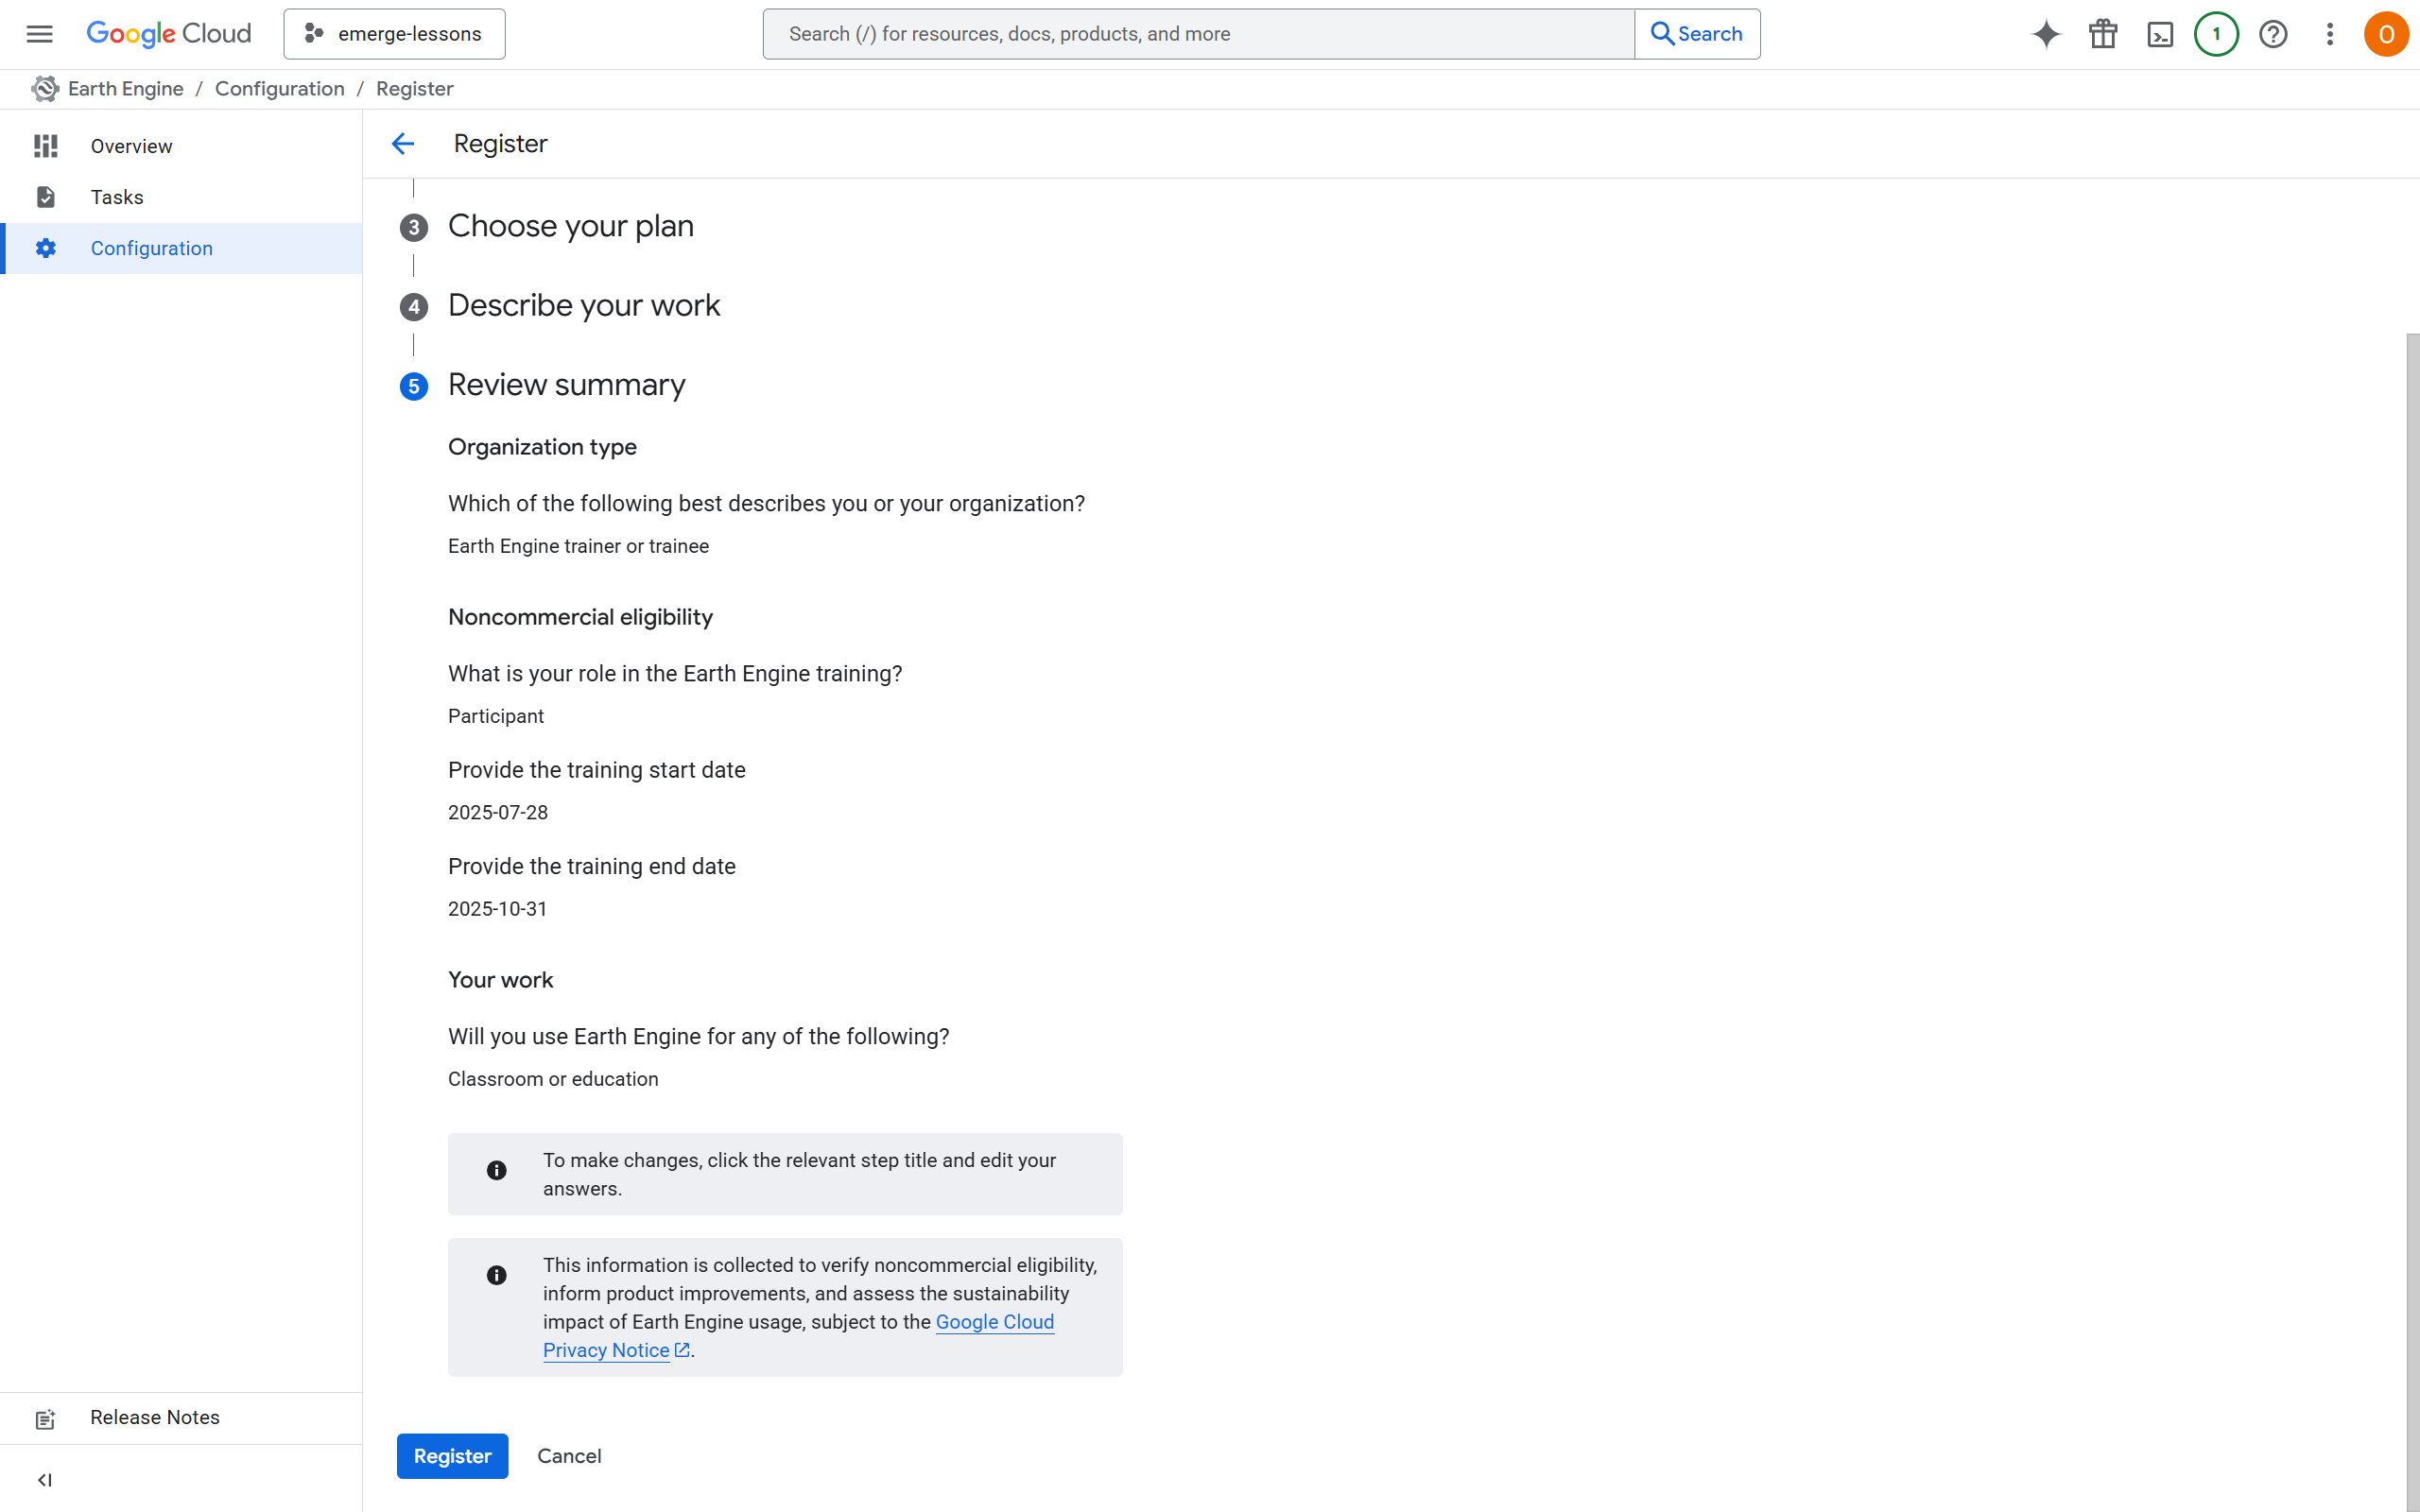 Google Cloud
emerge-lessons
Search (/) for resources, docs, products, and more
Search
1
O
Earth Engine / Configuration / Register
Overview
Tasks
Configuration
Register
3 Choose your plan
4 Describe your work
5 Review summary
Organization type
Which of the following best describes you or your organization?
Earth Engine trainer or trainee
Noncommercial eligibility
What is your role in the Earth Engine training?
Participant
Provide the training start date
2025-07-28
Provide the training end date
2025-10-31
Your work
Will you use Earth Engine for any of the following?
Classroom or education
To make changes, click the relevant step title and edit your
answers.
This information is collected to verify noncommercial eligibility,
inform product improvements, and assess the sustainability
impact of Earth Engine usage, subject to the Google Cloud
Privacy Notice.
Release Notes
Register
Cancel